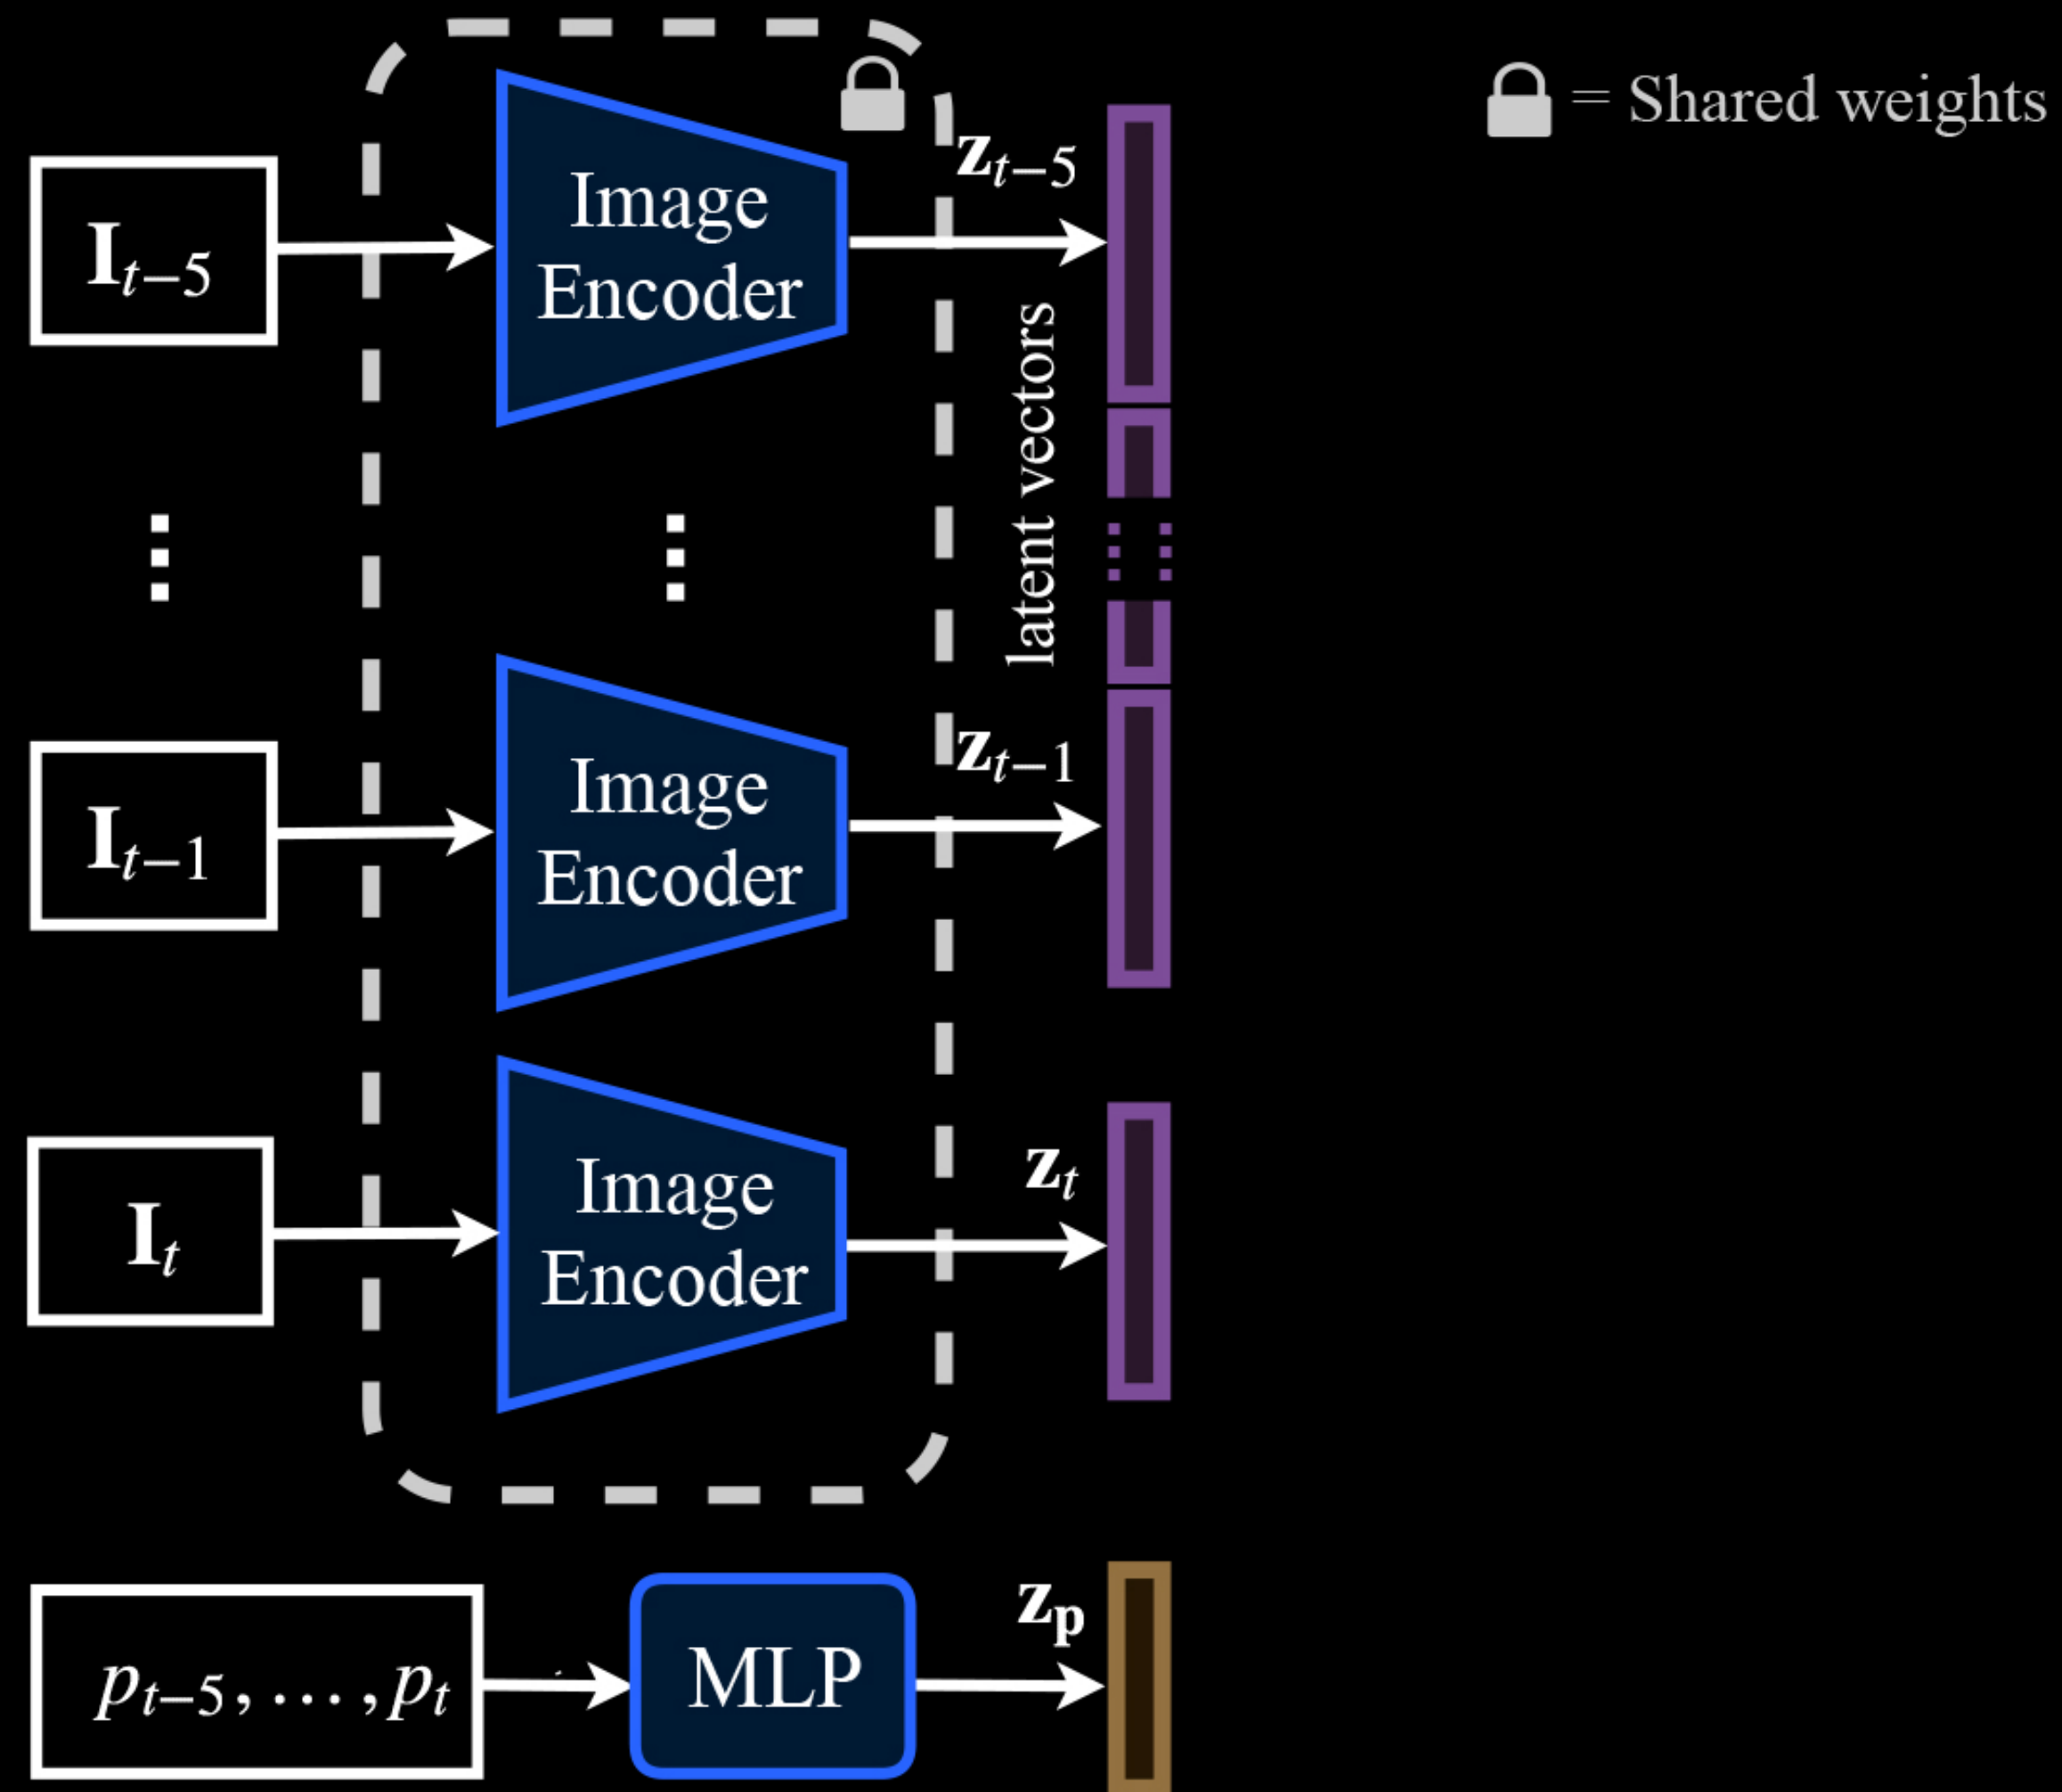 = Shared weights
I_{t−5}
Image
Encoder
z_{t−5}
latent vectors
I_{t−1}
Image
Encoder
z_{t−1}
I_t
Image
Encoder
z_t
p_{t−5}, ..., p_t
MLP
z_p